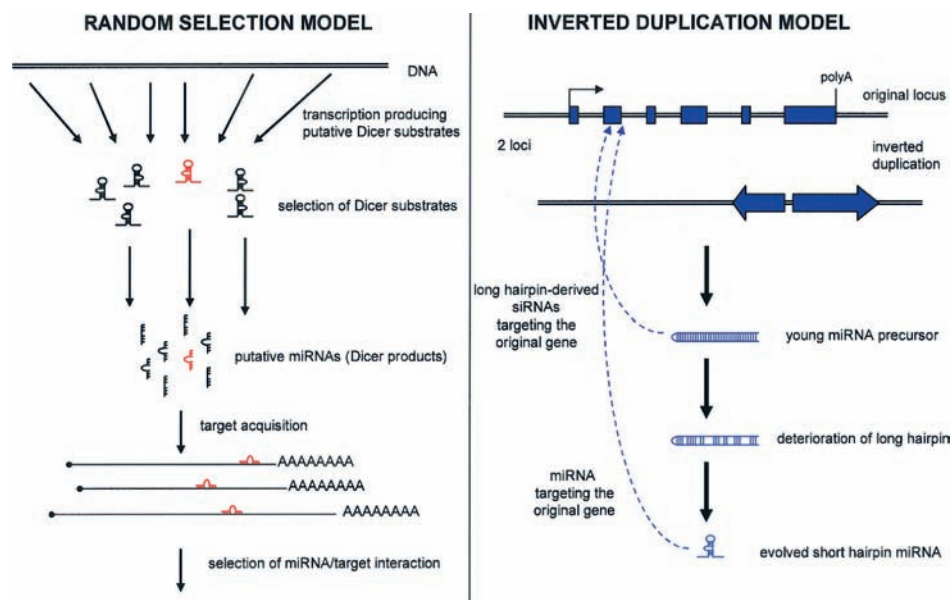 RANDOM SELECTION MODEL
DNA
transcription producing
putative Dicer substrates
selection of Dicer substrates
putative miRNAs (Dicer products)
target acquisition
AAAAAAAA
AAAAAAAA
AAAAAAAA
selection of miRNA/target interaction
INVERTED DUPLICATION MODEL
polyA
original locus
2 loci
inverted
duplication
long hairpin-derived
siRNAs
targeting the
original gene
young miRNA precursor
deterioration of long hairpin
miRNA
targeting the
original gene
evolved short hairpin miRNA